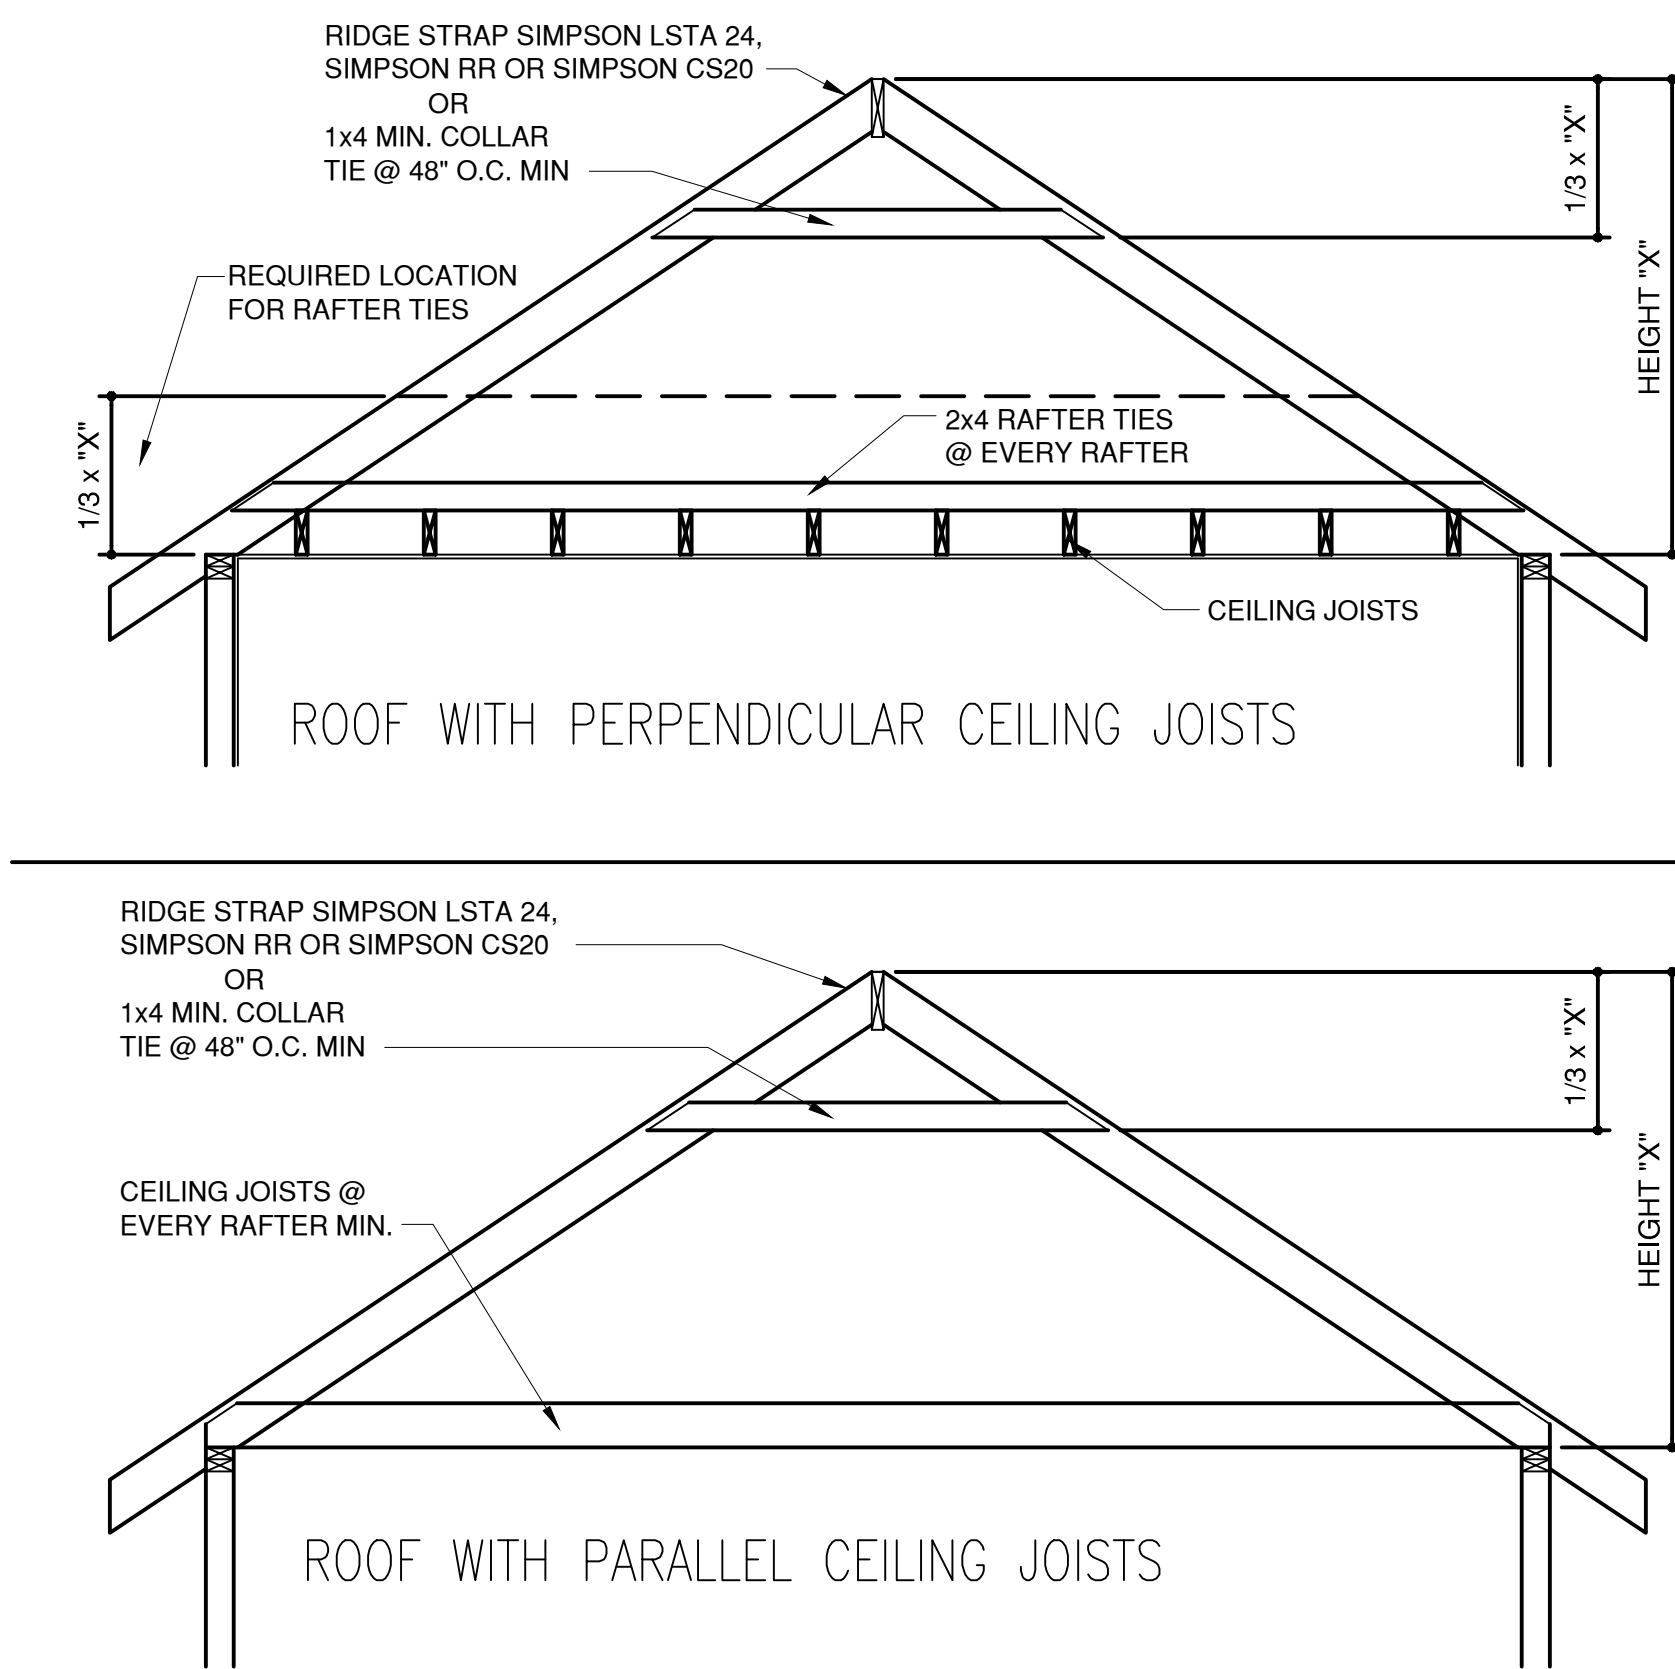 RIDGE STRAP SIMPSON LSTA 24,
SIMPSON RR OR SIMPSON CS20
OR
1x4 MIN. COLLAR
TIE @ 48" O.C. MIN
1/3 x "X"
HEIGHT "X"
REQUIRED LOCATION
FOR RAFTER TIES
1/3 x "X"
2x4 RAFTER TIES
@ EVERY RAFTER
CEILING JOISTS
ROOF WITH PERPENDICULAR CEILING JOISTS
RIDGE STRAP SIMPSON LSTA 24,
SIMPSON RR OR SIMPSON CS20
OR
1x4 MIN. COLLAR
TIE @ 48" O.C. MIN
1/3 x "X"
HEIGHT "X"
CEILING JOISTS @
EVERY RAFTER MIN.
ROOF WITH PARALLEL CEILING JOISTS